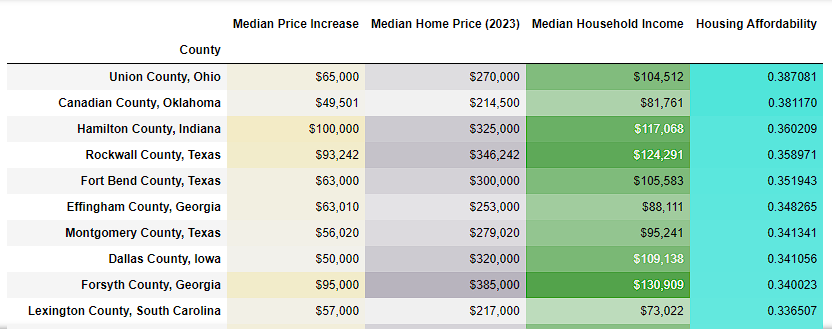 Median Price Increase Median Home Price (2023) Median Household Income Housing Affordability
County
Union County, Ohio $65,000 $270,000 $104,512 0.387081
Canadian County, Oklahoma $49,501 $214,500 $81,761 0.381170
Hamilton County, Indiana $100,000 $325,000 $117,068 0.360209
Rockwall County, Texas $93,242 $346,242 $124,291 0.358971
Fort Bend County, Texas $63,000 $300,000 $105,583 0.351943
Effingham County, Georgia $63,010 $253,000 $88,111 0.348265
Montgomery County, Texas $56,020 $279,020 $95,241 0.341341
Dallas County, Iowa $50,000 $320,000 $109,138 0.341056
Forsyth County, Georgia $95,000 $385,000 $130,909 0.340023
Lexington County, South Carolina $57,000 $217,000 $73,022 0.336507